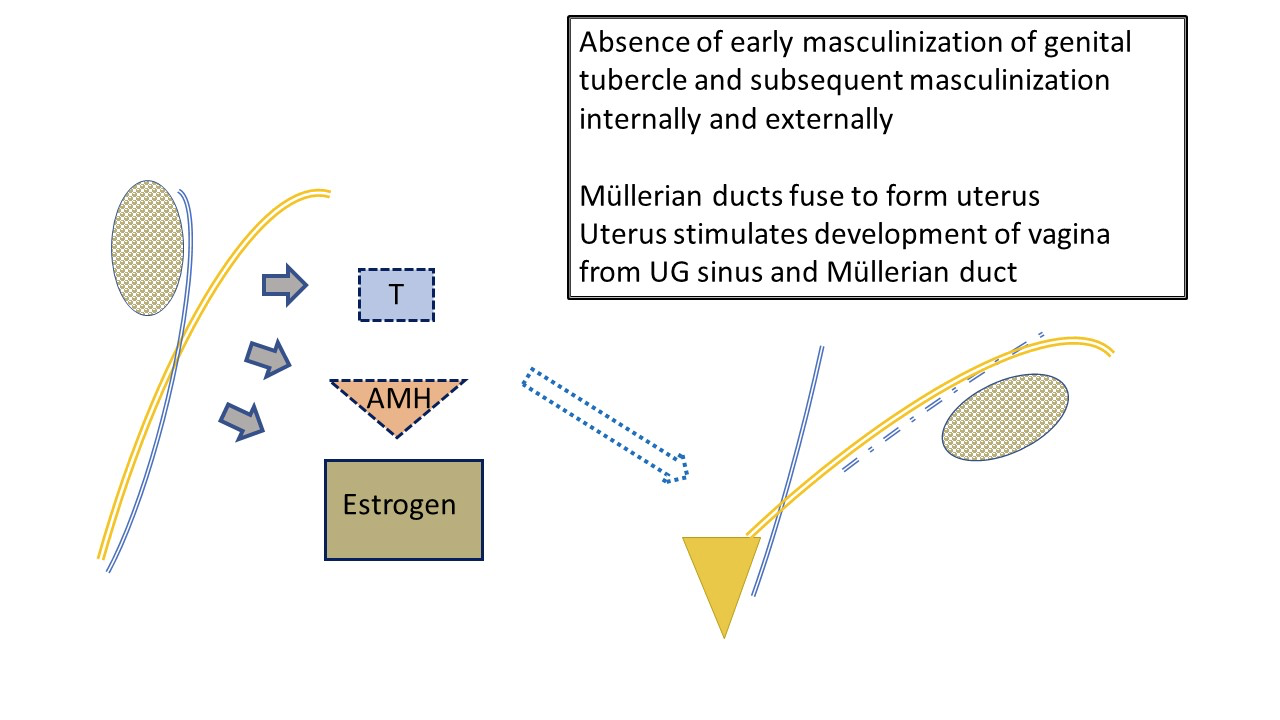 Absence of early masculinization of genital
tubercle and subsequent masculinization
internally and externally
Müllerian ducts fuse to form uterus
Uterus stimulates development of vagina
from UG sinus and Müllerian duct
T
AMH
Estrogen